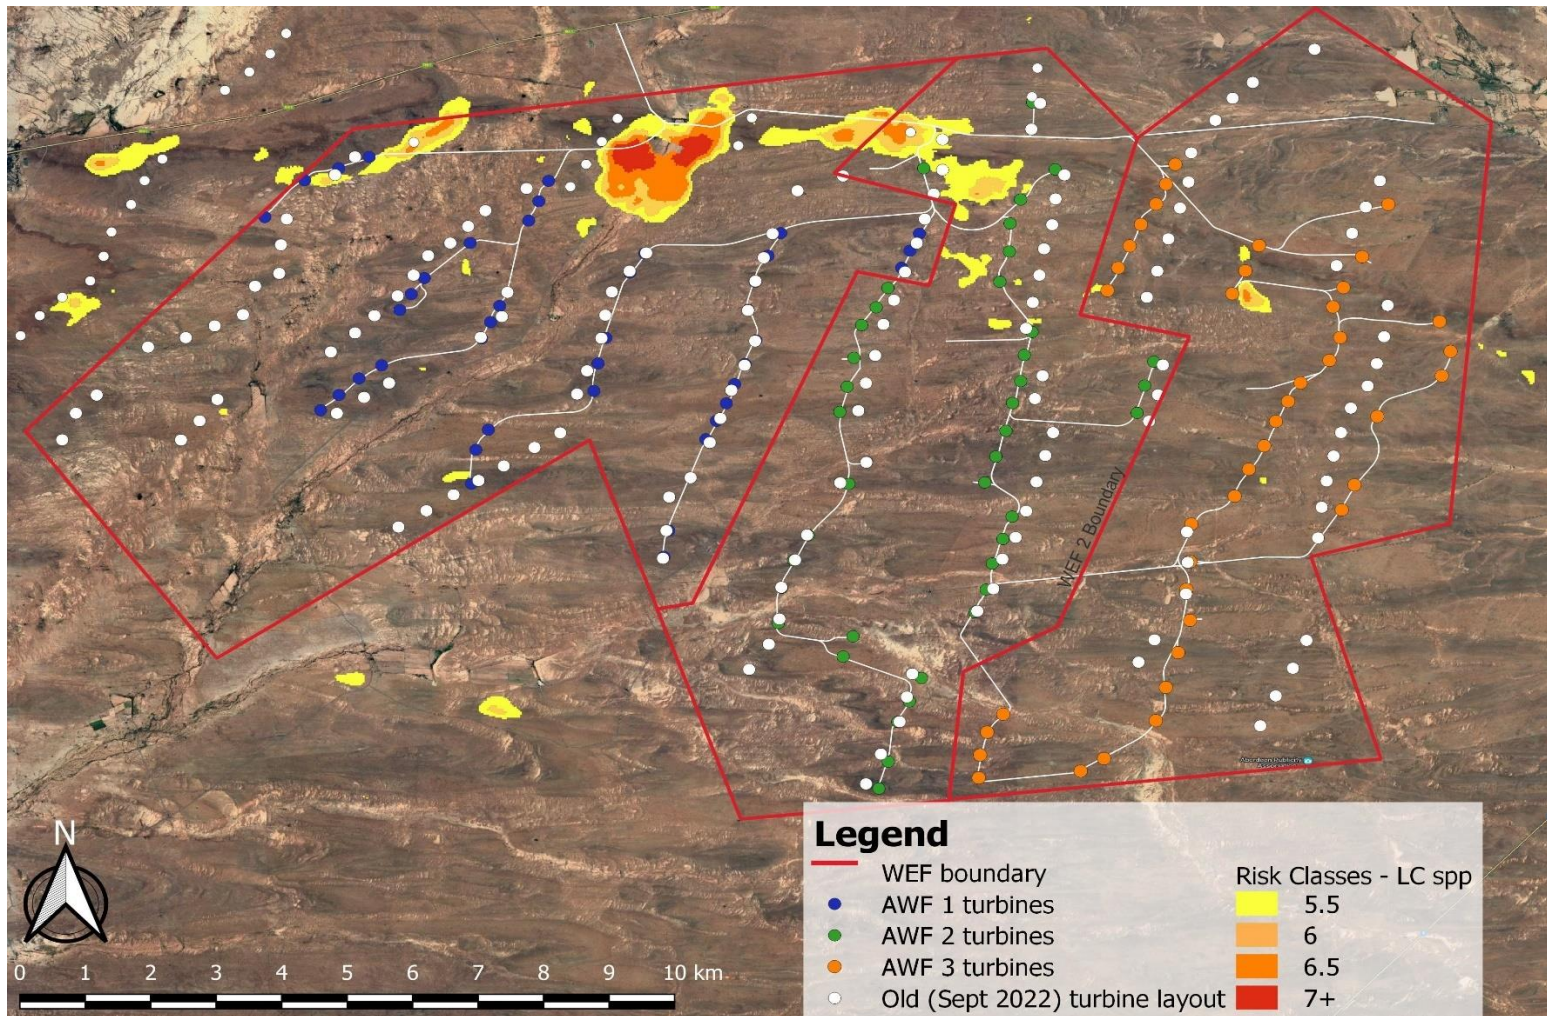 WEF 2 Boundary
N
0 1 2 3 4 5 6 7 8 9 10 km
Legend
WEF boundary
AWF 1 turbines
AWF 2 turbines
AWF 3 turbines
Old (Sept 2022) turbine layout
Risk Classes - LC spp
5.5
6
6.5
7+